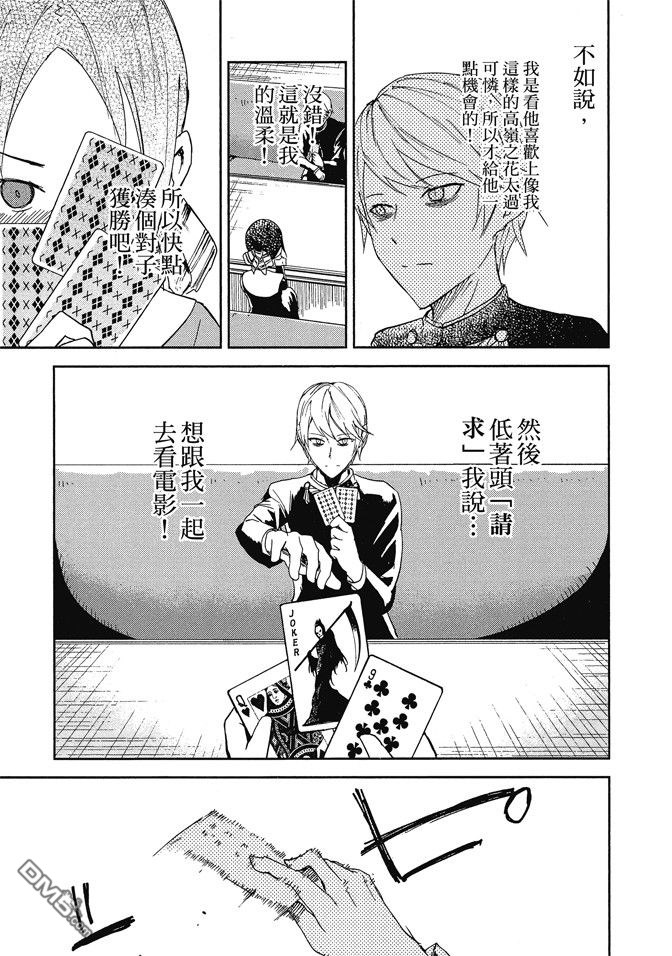 不如說，
我是看他喜歡上像我
這樣的高嶺之花太過
可憐，所以才給他一
點機會的！
沒錯！
這就是我
的溫柔！
所以快點
湊個對子
獲勝吧！
然後
低著頭「請
求」我說…
想跟我一起
去看電影！
JOKER
Q
9
ピッ
DM5.com